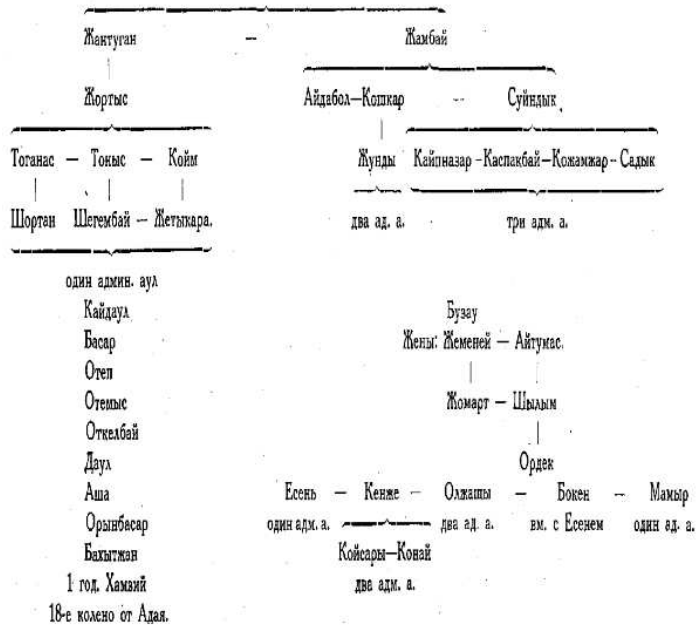 Жантуган — Жамбай
Жортыс Айдабол—Кошкар — Суйндык
Тоганас — Токыс — Койм Жунды Кайпназар – Каспакбай—Кожамжар – Садык
Шортан Шегембай — Жетыкара. два ад. а. три адм. а.
один админ. аул
Кайдаул Бузау
Басар Жены: Жеменей — Айтумас.
Отеп
Отемыс Жомарт — Шылым
Откелбай
Даул Ордек
Аша Есень — Кенже — Олжашы — Бокен — Мамыр
Орынбасар один адм. а. два ад. а. вм. с Есенем один ад. а.
Бахытжан Койсары—Конай
1 год. Хамзий два адм. а.
18-е колено от Адая.